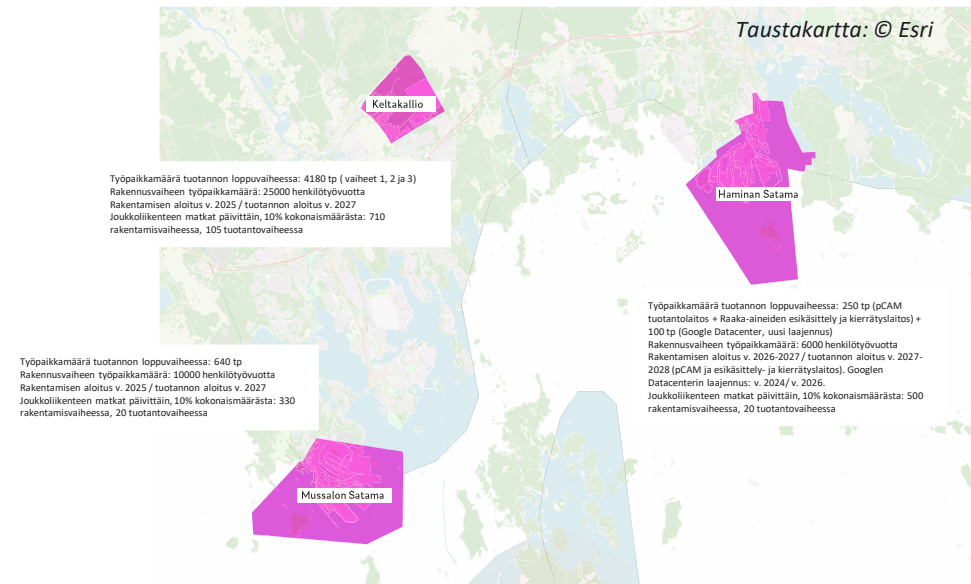 Taustakartta: © Esri
Keltakallio
Työpaikkamäärä tuotannon loppuvaiheessa: 4180 tp ( vaiheet 1, 2 ja 3)
Rakennusvaiheen työpaikkamäärä: 25000 henkilötyövuotta
Rakentamisen aloitus v. 2025 / tuotannon aloitus v. 2027
Joukkoliikenteen matkat päivittäin, 10% kokonaismäärästa: 710
rakentamisvaiheessa, 105 tuotantovaiheessa
Haminan Satama
Työpaikkamäärä tuotannon loppuvaiheessa: 250 tp (pCAM
tuotantolaitos + Raaka-aineiden esikäsittely ja kierrätyslaitos) +
100 tp (Google Datacenter, uusi laajennus)
Rakennusvaiheen työpaikkamäärä: 6000 henkilötyövuotta
Rakentamisen aloitus v. 2026-2027 / tuotannon aloitus v. 2027-
2028 (pCAM ja esikäsittely- ja kierrätyslaitos). Googlen
Datacenterin laajennus: v. 2024/ v. 2026.
Joukkoliikenteen matkat päivittäin, 10% kokonaismäärästa: 500
rakentamisvaiheessa, 20 tuotantovaiheessa
Työpaikkamäärä tuotannon loppuvaiheessa: 640 tp
Rakennusvaiheen työpaikkamäärä: 10000 henkilötyövuotta
Rakentamisen aloitus v. 2025 / tuotannon aloitus v. 2027
Joukkoliikenteen matkat päivittäin, 10% kokonaismäärästa: 330
rakentamisvaiheessa, 20 tuotantovaiheessa
Mussalon Satama